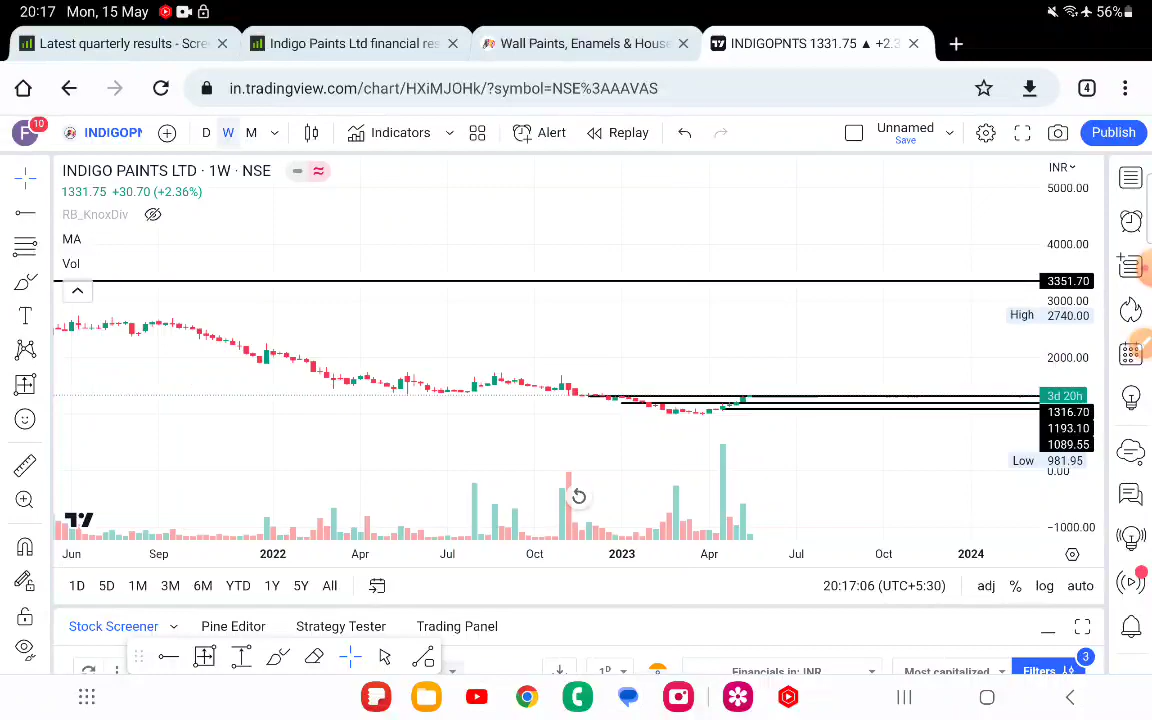 20:17 Mon, 15 May
56%
Latest quarterly results - Scre
Indigo Paints Ltd financial res
Wall Paints, Enamels & House
INDIGOPNTS 1331.75 ▲ +2.3
in.tradingview.com/chart/HXiMJOHk/?symbol=NSE%3AAAVAS
4
F
10
INDIGOPN
D
W
M
Indicators
Alert
Replay
Unnamed
Save
Publish
INDIGO PAINTS LTD · 1W · NSE
INR
1331.75 +30.70 (+2.36%)
5000.00
RB_KnoxDiv
MA
4000.00
Vol
3351.70
3000.00
High 2740.00
2000.00
3d 20h
1316.70
1193.10
1089.55
Low 981.95
0.00
−1000.00
Jun Sep 2022 Apr Jul Oct 2023 Apr Jul Oct 2024
1D 5D 1M 3M 6M YTD 1Y 5Y All
20:17:06 (UTC+5:30)
adj % log auto
Stock Screener
Pine Editor
Strategy Tester
Trading Panel
1D
Financials in: INR
Most capitalized
Filters
3